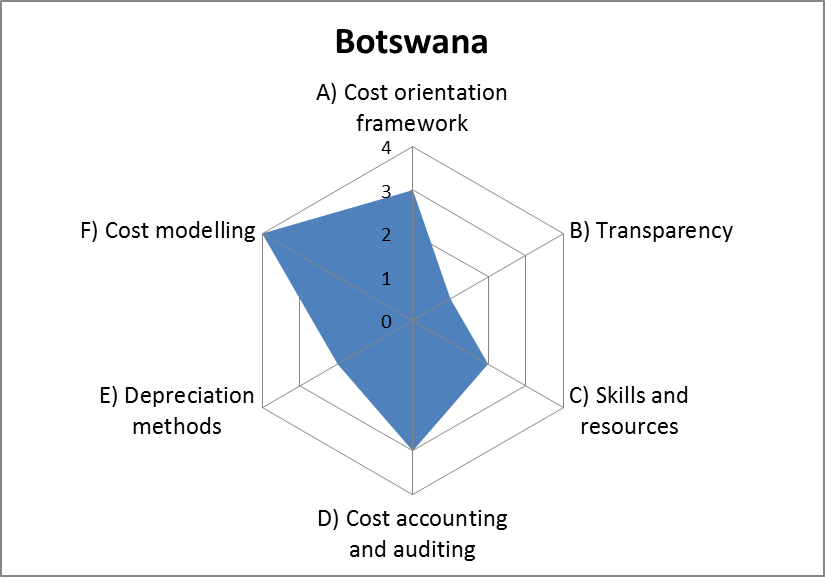 Botswana
A) Cost orientation
framework
4
3
2
1
0
B) Transparency
C) Skills and
resources
D) Cost accounting
and auditing
E) Depreciation
methods
F) Cost modelling